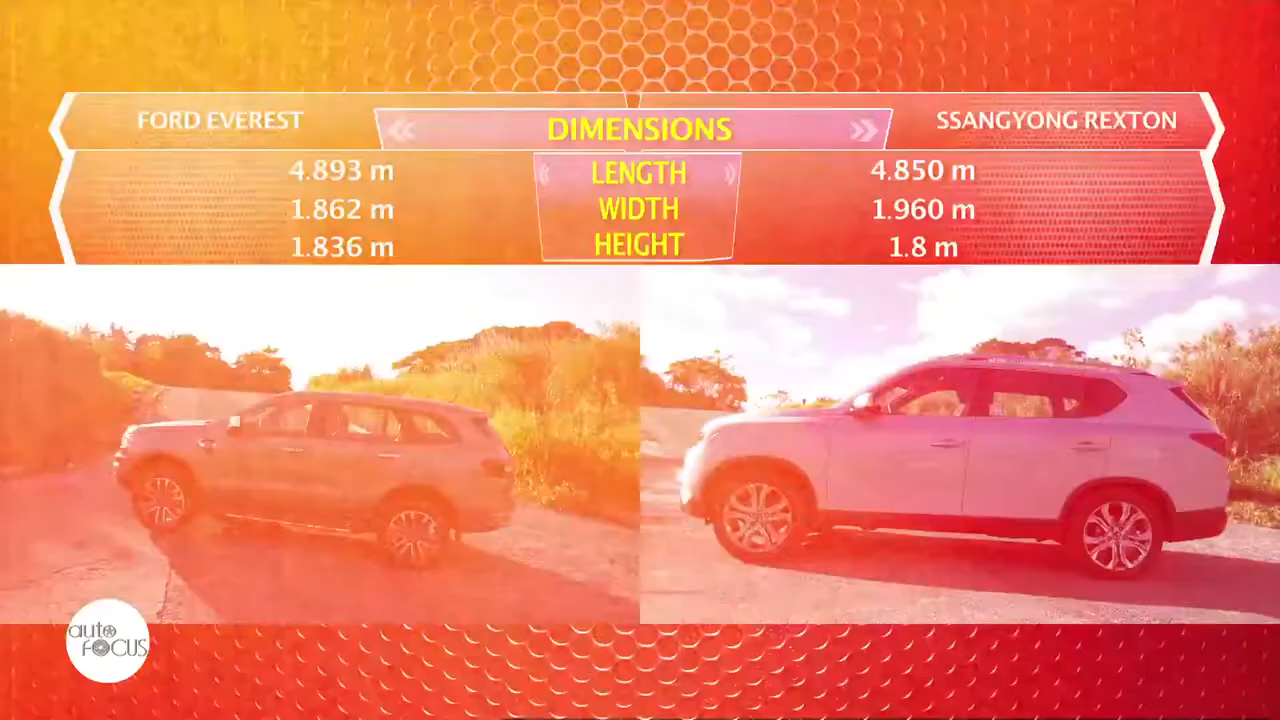 FORD EVEREST DIMENSIONS SSANGYONG REXTON
4.893 m LENGTH 4.850 m
1.862 m WIDTH 1.960 m
1.836 m HEIGHT 1.8 m
auto
FOCUS